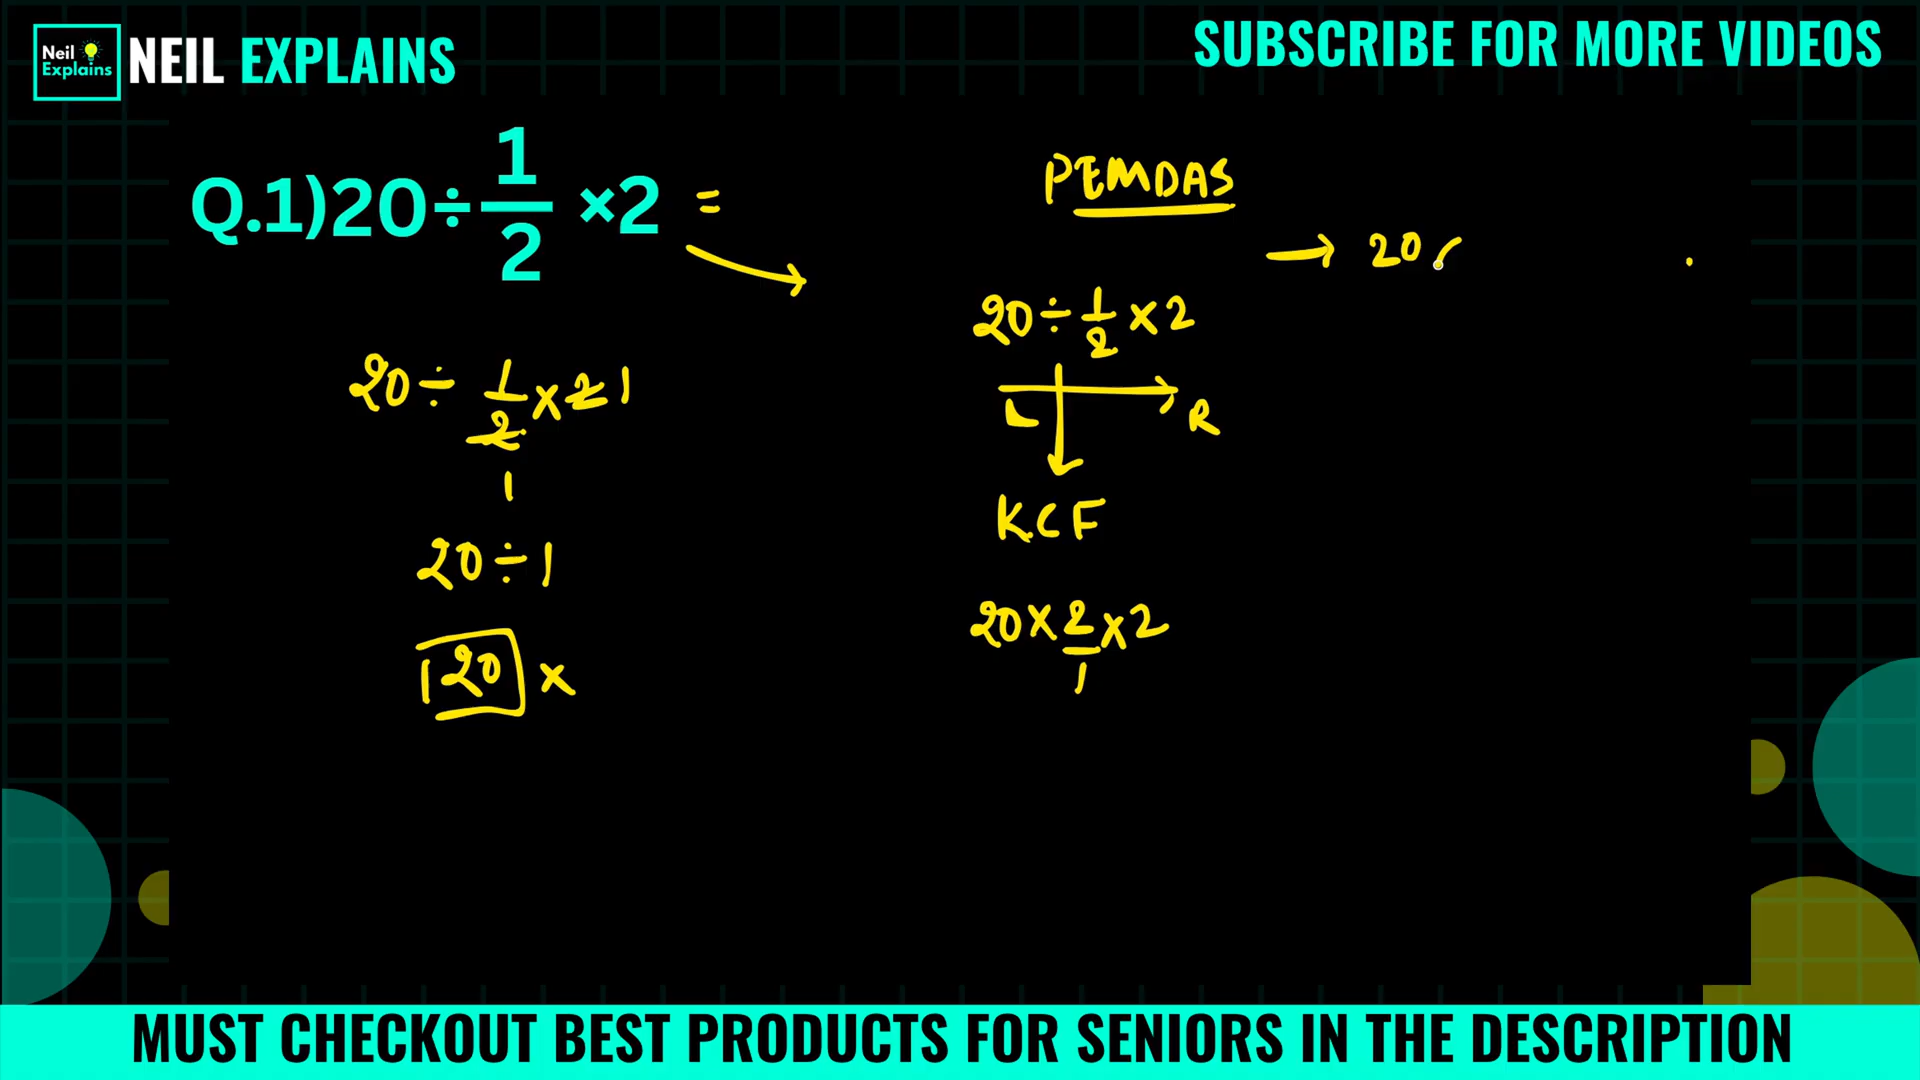 Neil
Explains
NEIL EXPLAINS
SUBSCRIBE FOR MORE VIDEOS
Q.1) 20 ÷ 1/2 ×2 =
20 ÷ 1/2 × 2 1
1
20 ÷ 1
20 ×
PEMDAS
→ 20 (
20 ÷ 1/2 × 2
L R
KCF
20 × 2/1 × 2
MUST CHECKOUT BEST PRODUCTS FOR SENIORS IN THE DESCRIPTION